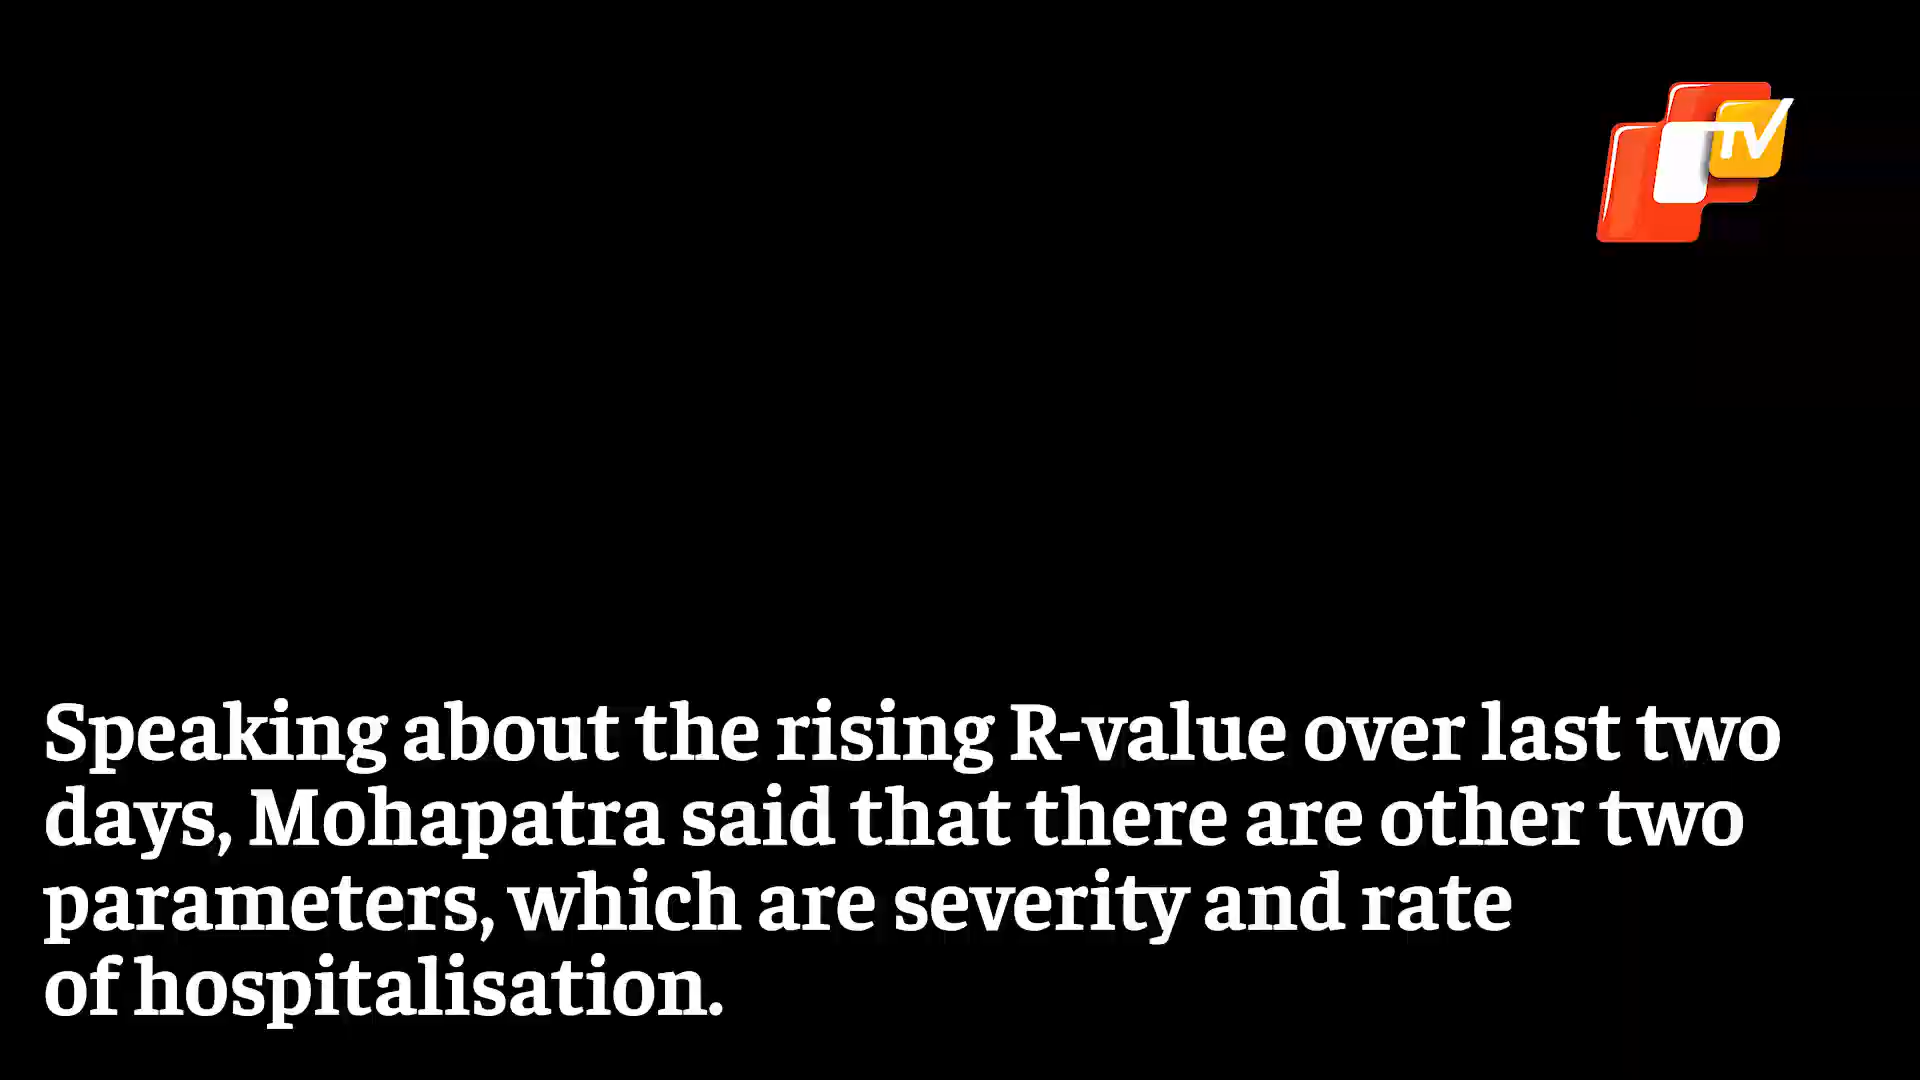 TV
Speaking about the rising R-value over last two
days, Mohapatra said that there are other two
parameters, which are severity and rate
of hospitalisation.